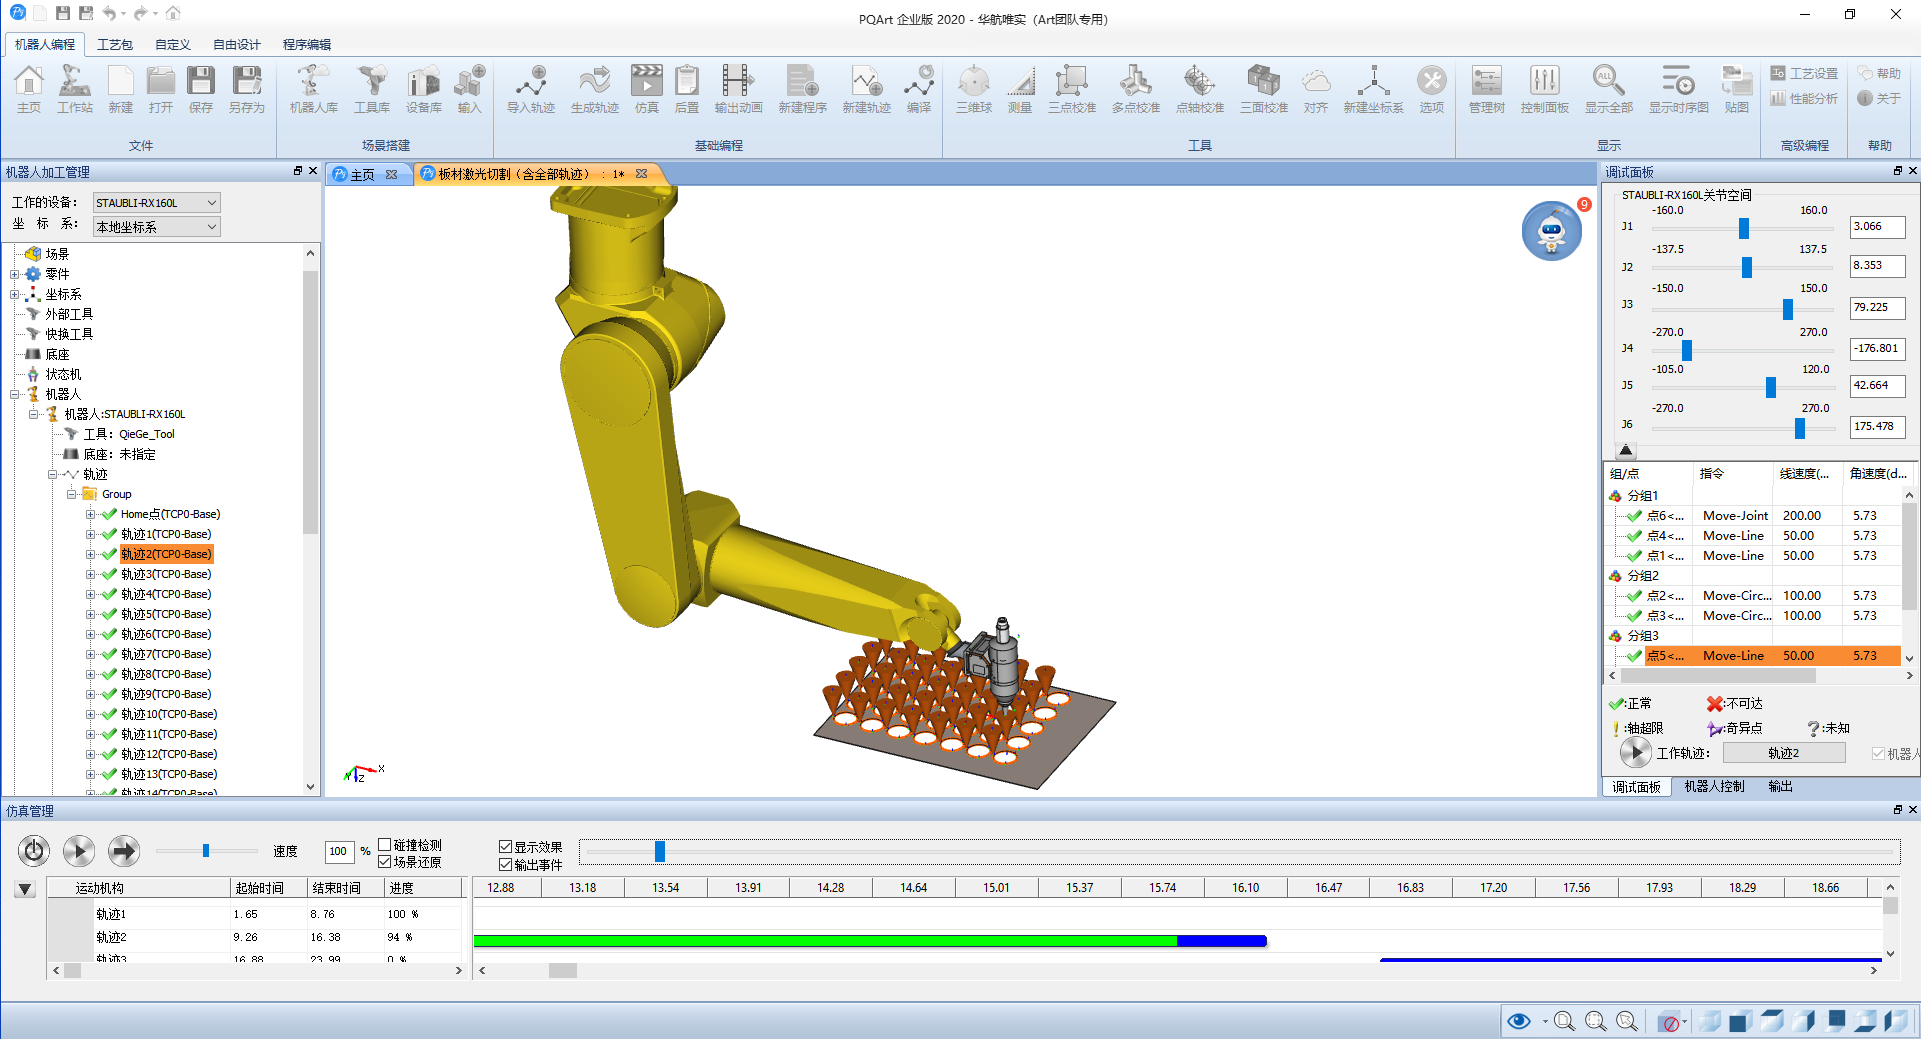 PQArt 企业版 2020 - 华航唯实（Art团队专用）
机器人编程 工艺包 自定义 自由设计 程序编辑
主页 工作站 新建 打开 保存 另存为 机器人库 工具库 设备库 输入 导入轨迹 生成轨迹 仿真 后置 输出动画 新建程序 新建轨迹 编译 三维球 测量 三点校准 多点校准 点轴校准 三面校准 对齐 新建坐标系 选项 管理树 控制面板 显示全部 显示时序图 贴图
工艺设置 帮助
性能分析 关于
文件 场景搭建 基础编程 工具 显示 高级编程 帮助
机器人加工管理
工作的设备： STAUBLI-RX160L
坐 标 系： 本地坐标系
场景
零件
坐标系
外部工具
快换工具
底座
状态机
机器人
机器人:STAUBLI-RX160L
工具：QieGe_Tool
底座：未指定
轨迹
Group
Home点(TCP0-Base)
轨迹1(TCP0-Base)
轨迹2(TCP0-Base)
轨迹3(TCP0-Base)
轨迹4(TCP0-Base)
轨迹5(TCP0-Base)
轨迹6(TCP0-Base)
轨迹7(TCP0-Base)
轨迹8(TCP0-Base)
轨迹9(TCP0-Base)
轨迹10(TCP0-Base)
轨迹11(TCP0-Base)
轨迹12(TCP0-Base)
轨迹13(TCP0-Base)
轨迹14(TCP0-Base)
主页 板材激光切割（含全部轨迹） : 1*
9
X Y Z
调试面板
STAUBLI-RX160L关节空间
-160.0 160.0
J1 3.066
-137.5 137.5
J2 8.353
-150.0 150.0
J3 79.225
-270.0 270.0
J4 -176.801
-105.0 120.0
J5 42.664
-270.0 270.0
J6 175.478
组/点 指令 线速度(... 角速度(d...
分组1
点6<... Move-Joint 200.00 5.73
点4<... Move-Line 50.00 5.73
点1<... Move-Line 50.00 5.73
分组2
点2<... Move-Circ... 100.00 5.73
点3<... Move-Circ... 100.00 5.73
分组3
点5<... Move-Line 50.00 5.73
:正常 :不可达
:轴超限 :奇异点 :未知
工作轨迹： 轨迹2 机器人
调试面板 机器人控制 输出
仿真管理
速度 100 % 碰撞检测 显示效果
场景还原 输出事件
运动机构 起始时间 结束时间 进度 12.88 13.18 13.54 13.91 14.28 14.64 15.01 15.37 15.74 16.10 16.47 16.83 17.20 17.56 17.93 18.29 18.66
轨迹1 1.65 8.76 100 %
轨迹2 9.26 16.38 94 %
轨迹3 16.88 23.99 0 %